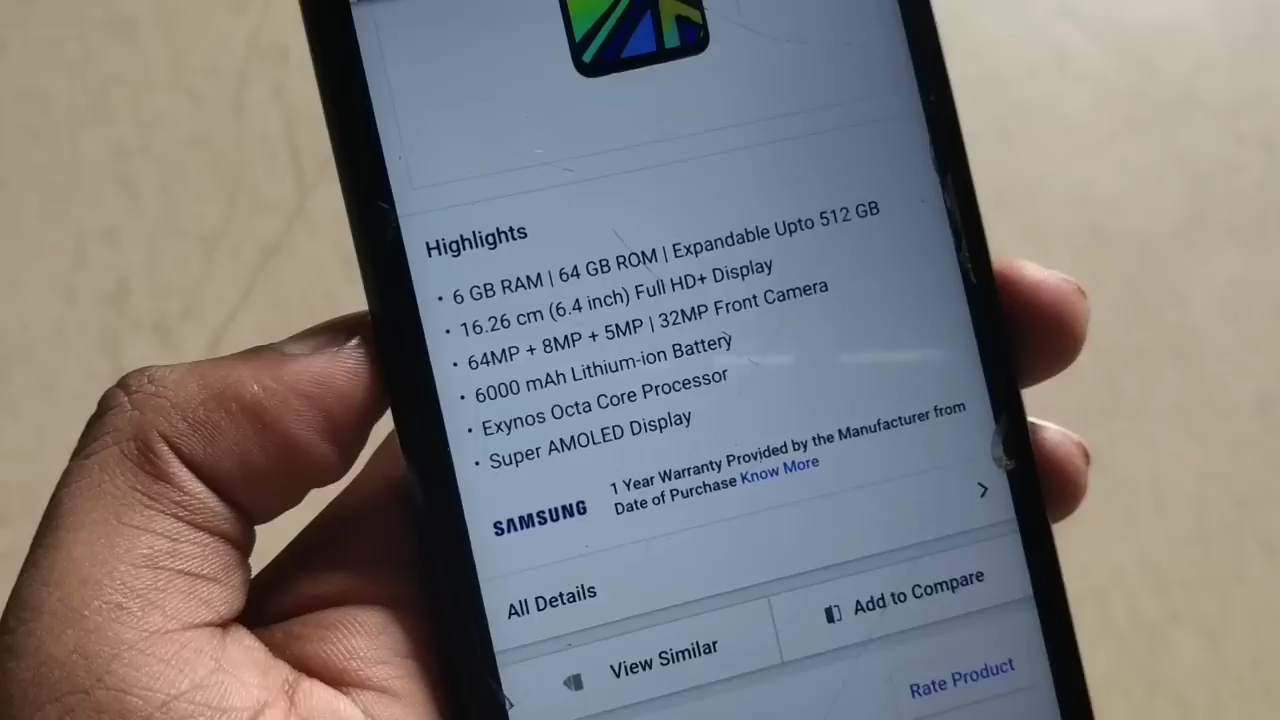 Highlights
• 6 GB RAM | 64 GB ROM | Expandable Upto 512 GB
• 16.26 cm (6.4 inch) Full HD+ Display
• 64MP + 8MP + 5MP | 32MP Front Camera
• 6000 mAh Lithium-ion Battery
• Exynos Octa Core Processor
• Super AMOLED Display
SAMSUNG
1 Year Warranty Provided by the Manufacturer from
Date of Purchase Know More
All Details
View Similar
Add to Compare
Rate Product